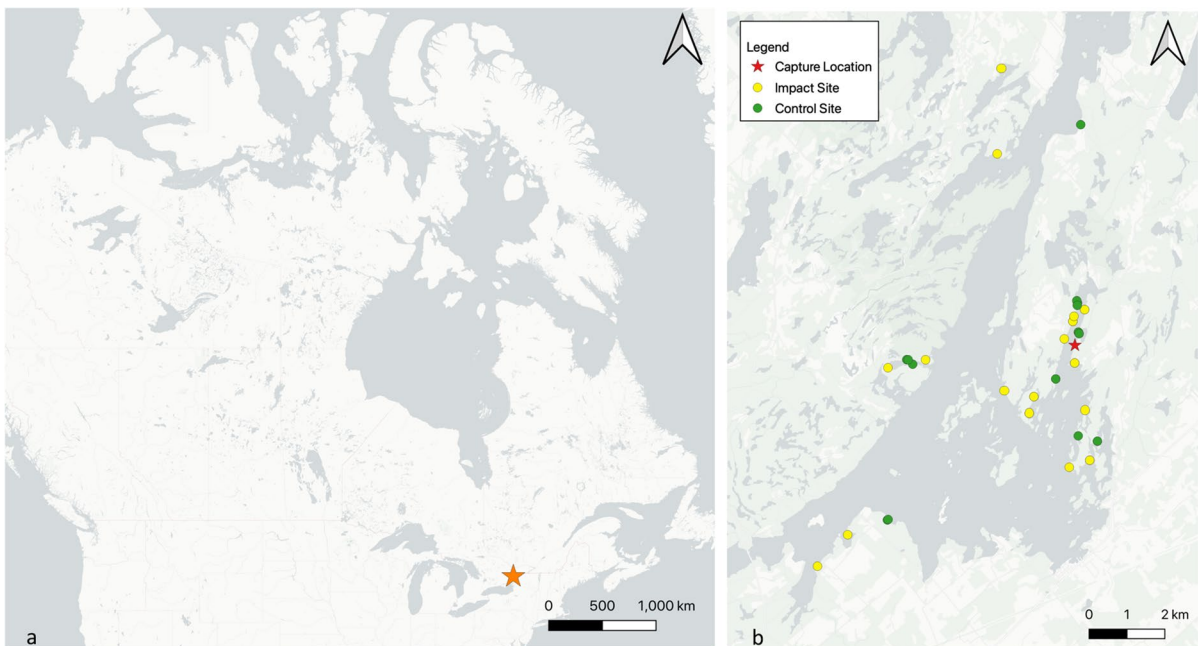 0 500 1,000 km
a
Legend
Capture Location
Impact Site
Control Site
0 1 2 km
b